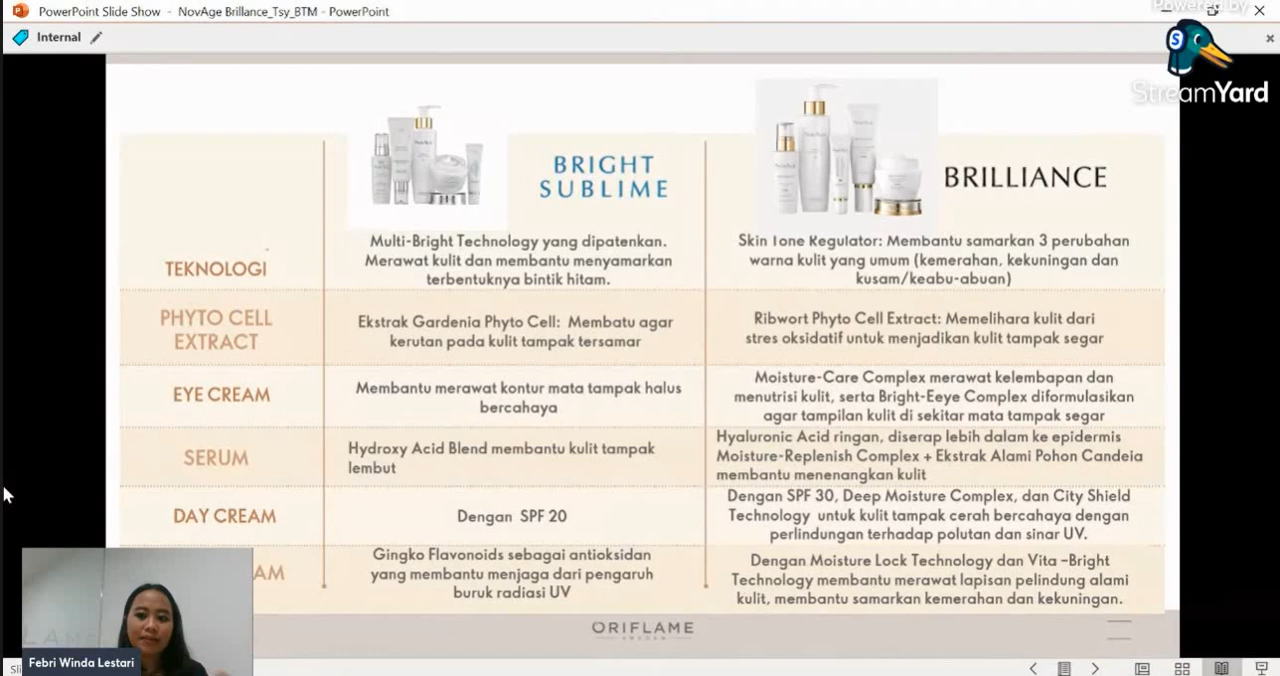 PowerPoint Slide Show - NovAge Brillance_Tsy_BTM - PowerPoint
Powered by
Internal
StreamYard
BRIGHT
SUBLIME
BRILLIANCE
TEKNOLOGI
Multi-Bright Technology yang dipatenkan.
Merawat kulit dan membantu menyamarkan
terbentuknya bintik hitam.
Skin Tone Regulator: Membantu samarkan 3 perubahan
warna kulit yang umum (kemerahan, kekuningan dan
kusam/keabu-abuan)
PHYTO CELL
EXTRACT
Ekstrak Gardenia Phyto Cell: Membatu agar
kerutan pada kulit tampak tersamar
Ribwort Phyto Cell Extract: Memelihara kulit dari
stres oksidatif untuk menjadikan kulit tampak segar
EYE CREAM
Membantu merawat kontur mata tampak halus
bercahaya
Moisture-Care Complex merawat kelembapan dan
menutrisi kulit, serta Bright-Eeye Complex diformulasikan
agar tampilan kulit di sekitar mata tampak segar
SERUM
Hydroxy Acid Blend membantu kulit tampak
lembut
Hyaluronic Acid ringan, diserap lebih dalam ke epidermis
Moisture-Replenish Complex + Ekstrak Alami Pohon Candeia
membantu menenangkan kulit
DAY CREAM
Dengan SPF 20
Dengan SPF 30, Deep Moisture Complex, dan City Shield
Technology untuk kulit tampak cerah bercahaya dengan
perlindungan terhadap polutan dan sinar UV.
AM
Gingko Flavonoids sebagai antioksidan
yang membantu menjaga dari pengaruh
buruk radiasi UV
Dengan Moisture Lock Technology dan Vita –Bright
Technology membantu merawat lapisan pelindung alami
kulit, membantu samarkan kemerahan dan kekuningan.
ORIFLAME
SWEDEN
Febri Winda Lestari